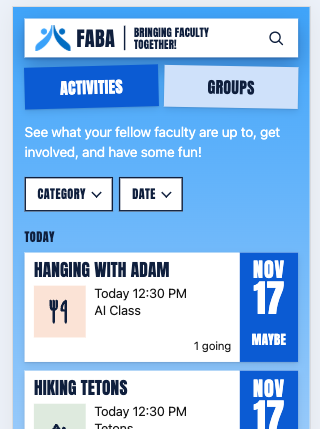 FABA
BRINGING FACULTY
TOGETHER!
ACTIVITIES
GROUPS
See what your fellow faculty are up to, get
involved, and have some fun!
CATEGORY
DATE
TODAY
HANGING WITH ADAM
Today 12:30 PM
AI Class
1 going
NOV
17
MAYBE
HIKING TETONS
Today 12:30 PM
Tetons
NOV
17